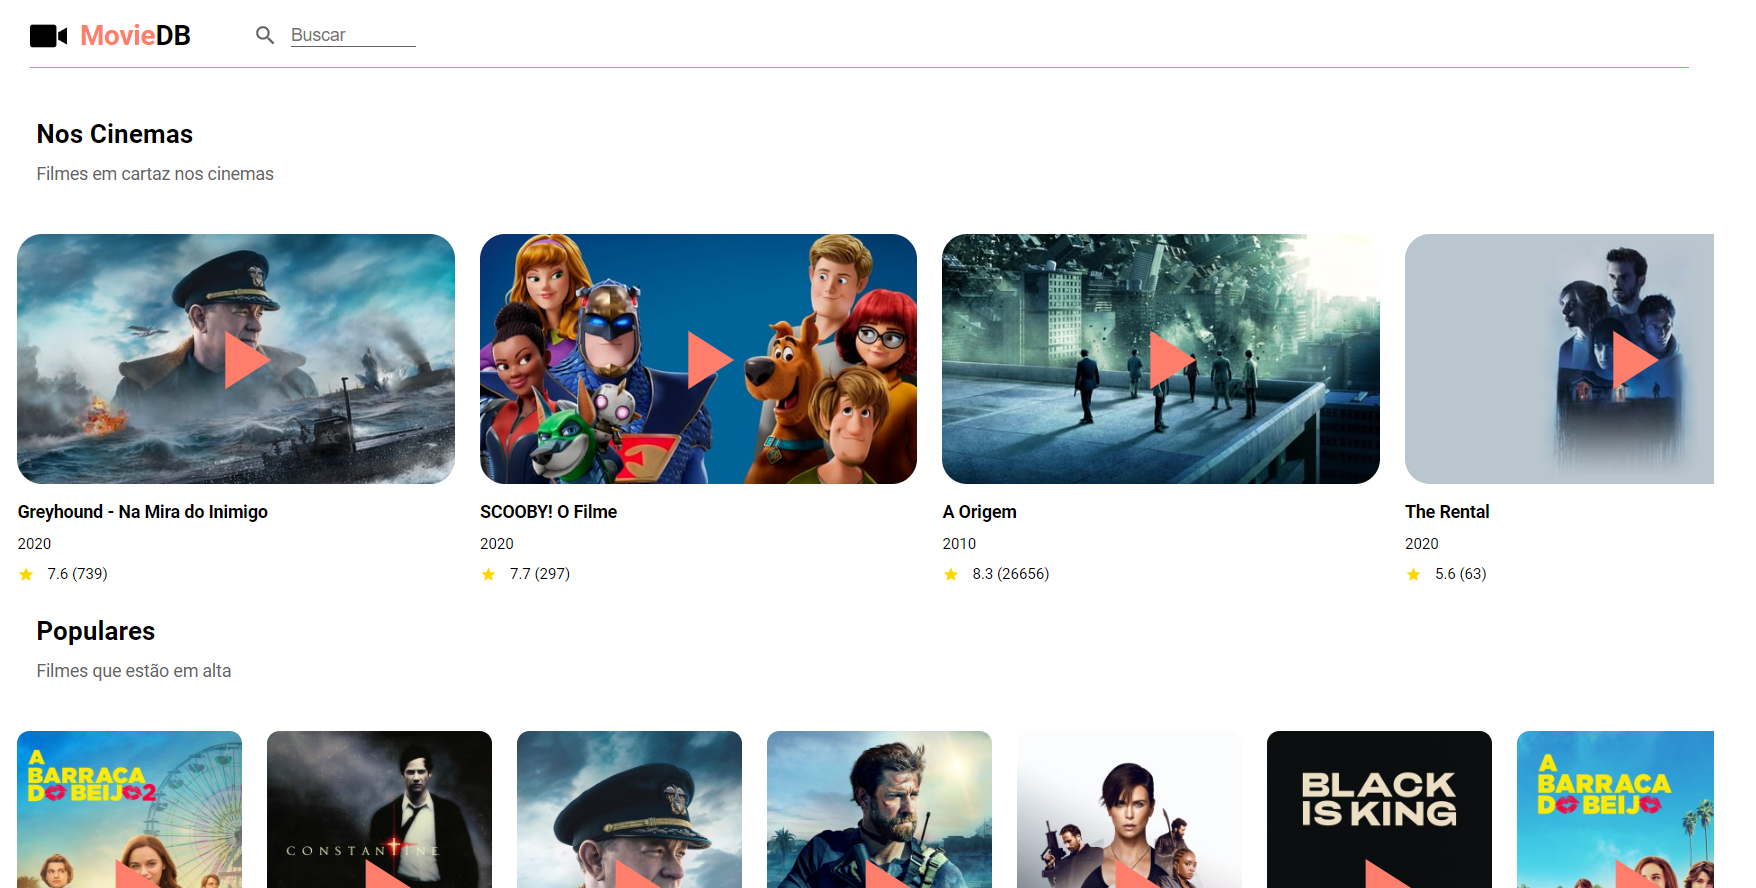 MovieDB
Buscar
Nos Cinemas
Filmes em cartaz nos cinemas
Greyhound - Na Mira do Inimigo
2020
7.6 (739)
SCOOBY! O Filme
2020
7.7 (297)
A Origem
2010
8.3 (26656)
The Rental
2020
5.6 (63)
Populares
Filmes que estão em alta
A
BARRACA
DO BEIJO2
CONSTANTINE
BLACK
IS KING
A
BARRACA
DO BEIJO